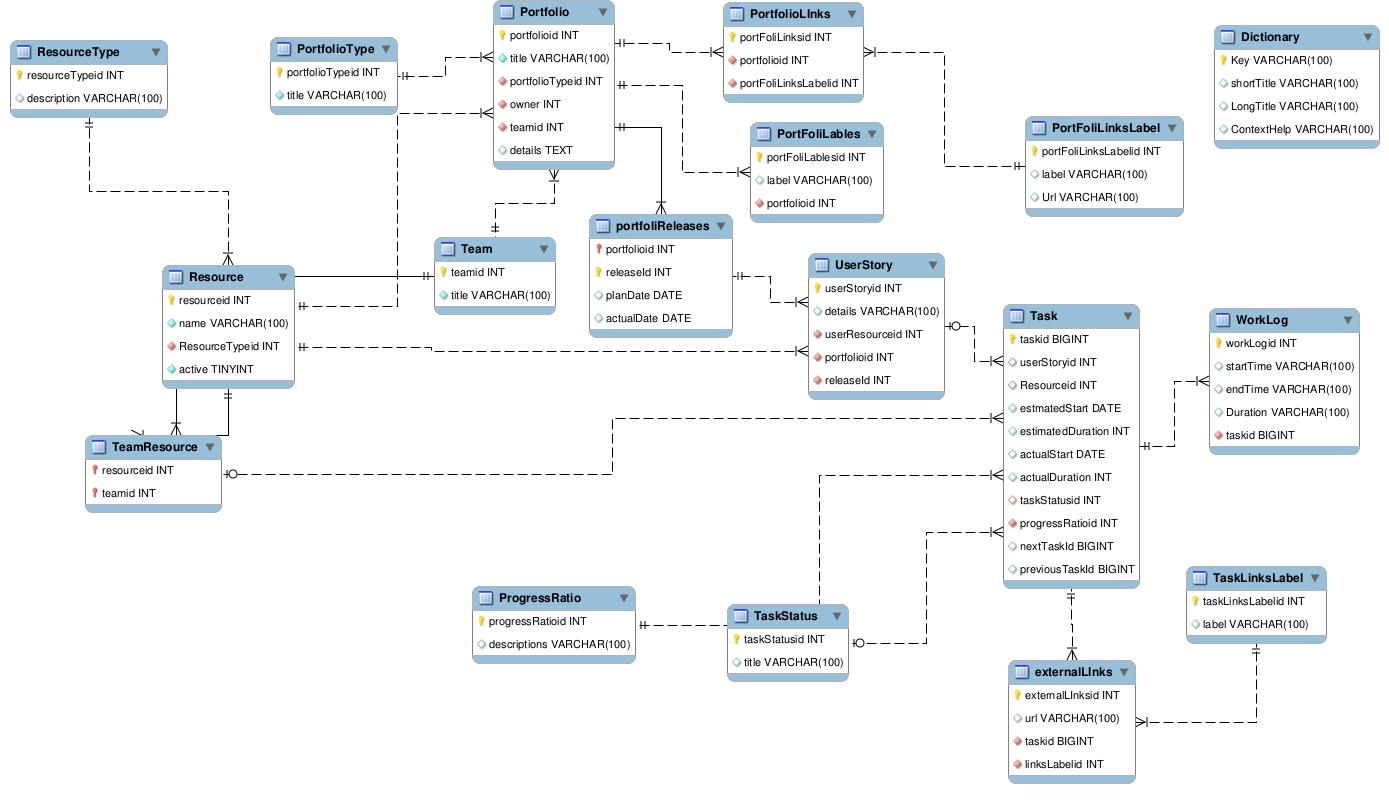 ResourceType
resourceTypeid INT
description VARCHAR(100)
PortfolioType
portfolioTypeid INT
title VARCHAR(100)
Portfolio
portfolioid INT
title VARCHAR(100)
portfolioTypeid INT
owner INT
teamid INT
details TEXT
PortfolioLInks
portFoliLinksid INT
portfolioid INT
portFoliLinksLabelid INT
PortFoliLables
portFoliLablesid INT
label VARCHAR(100)
portfolioid INT
PortFoliLinksLabel
portFoliLinksLabelid INT
label VARCHAR(100)
Url VARCHAR(100)
Dictionary
Key VARCHAR(100)
shortTitle VARCHAR(100)
LongTitle VARCHAR(100)
ContextHelp VARCHAR(100)
Resource
resourceid INT
name VARCHAR(100)
ResourceTypeid INT
active TINYINT
Team
teamid INT
title VARCHAR(100)
portfoliReleases
portfolioid INT
releaseId INT
planDate DATE
actualDate DATE
UserStory
userStoryid INT
details VARCHAR(100)
userResourceid INT
portfolioid INT
releaseId INT
Task
taskid BIGINT
userStoryid INT
Resourceid INT
estmatedStart DATE
estimatedDuration INT
actualStart DATE
actualDuration INT
taskStatusid INT
progressRatioid INT
nextTaskId BIGINT
previousTaskId BIGINT
WorkLog
workLogid INT
startTime VARCHAR(100)
endTime VARCHAR(100)
Duration VARCHAR(100)
taskid BIGINT
TeamResource
resourceid INT
teamid INT
ProgressRatio
progressRatioid INT
descriptions VARCHAR(100)
TaskStatus
taskStatusid INT
title VARCHAR(100)
TaskLinksLabel
taskLinksLabelid INT
label VARCHAR(100)
externalLInks
externalLInksid INT
url VARCHAR(100)
taskid BIGINT
linksLabelid INT